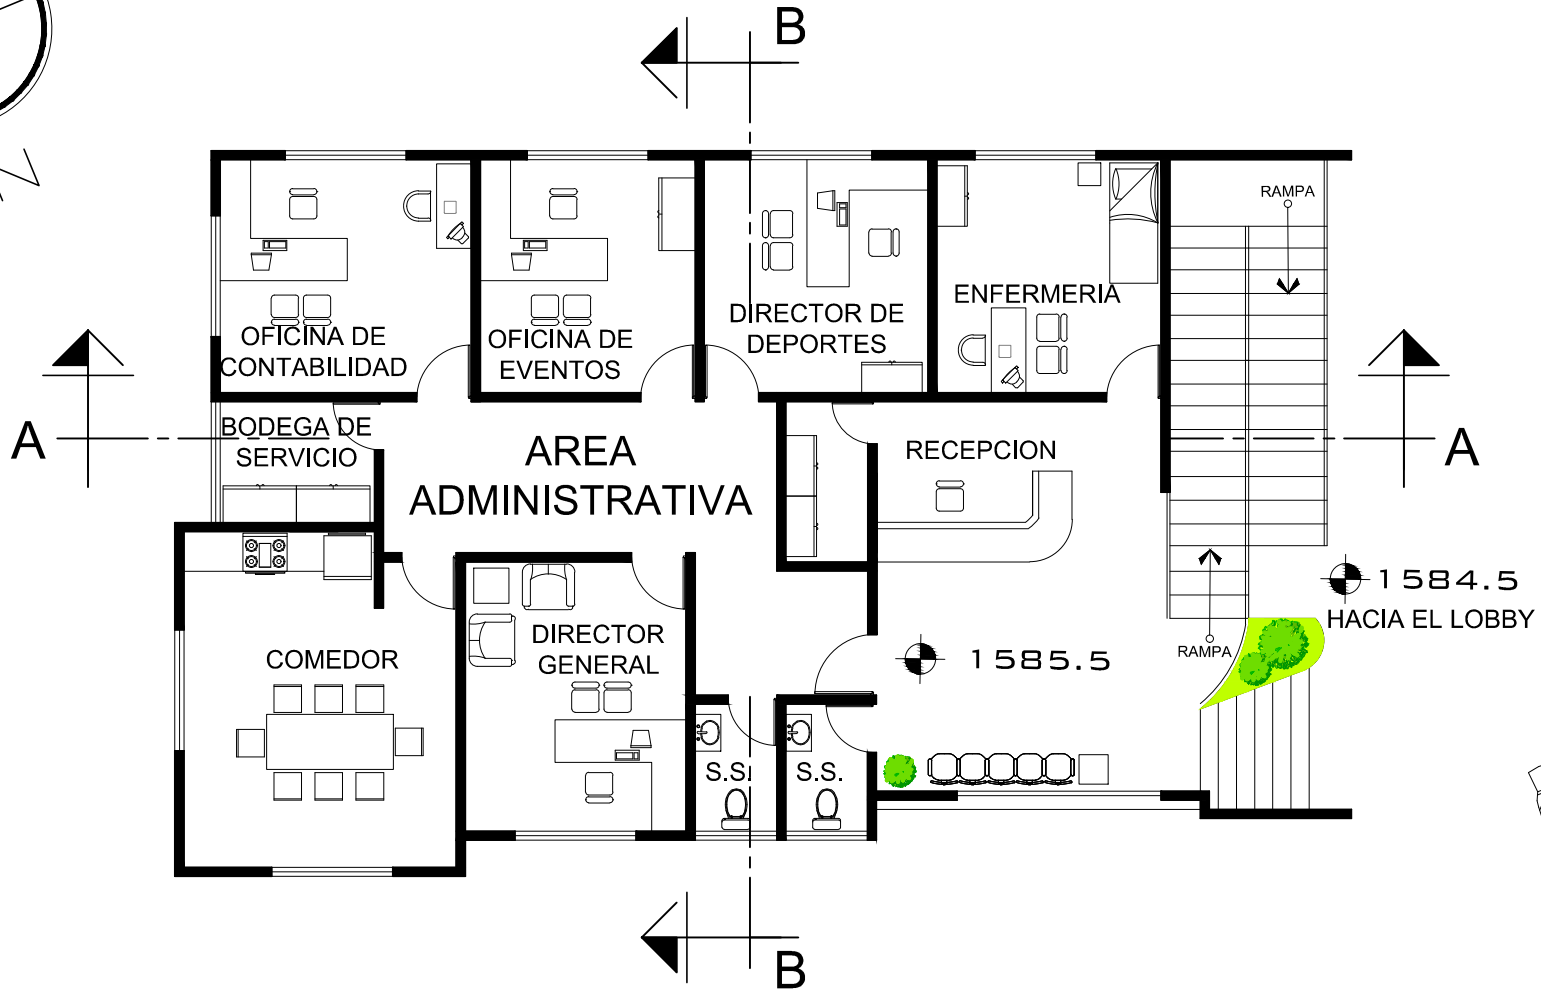 B
N
RAMPA
ENFERMERIA
DIRECTOR DE
DEPORTES
OFICINA DE
EVENTOS
OFICINA DE
CONTABILIDAD
A
BODEGA DE
SERVICIO
AREA
ADMINISTRATIVA
RECEPCION
A
1584.5
HACIA EL LOBBY
DIRECTOR
GENERAL
COMEDOR
1585.5
RAMPA
S.S.
S.S.
B